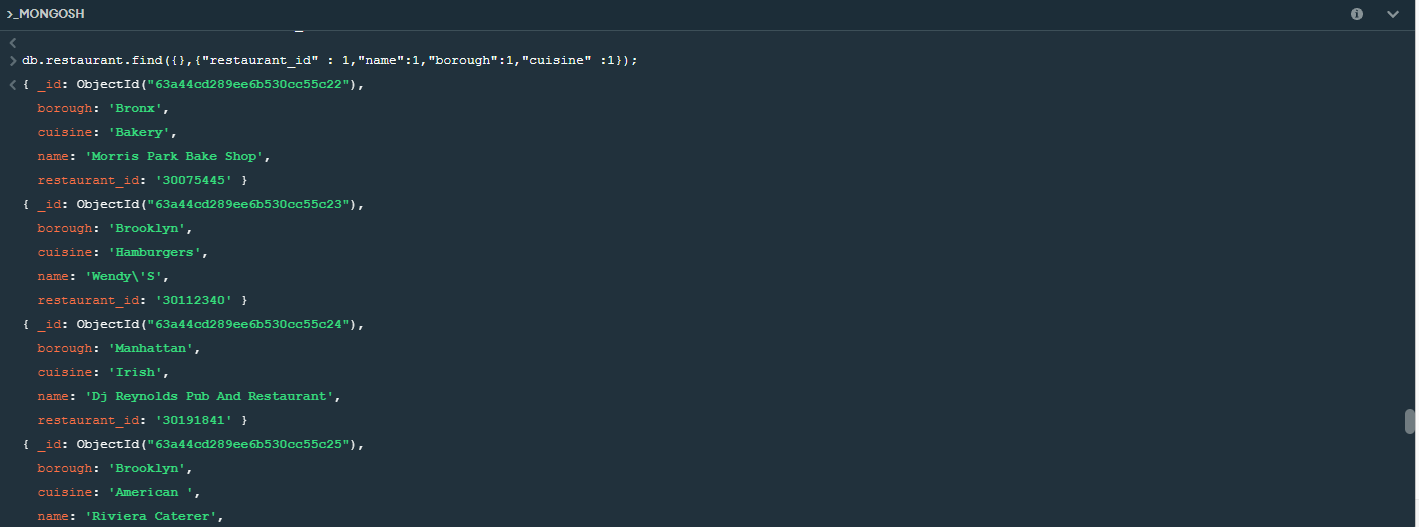 >_MONGOSH
db.restaurant.find({},{"restaurant_id" : 1,"name":1,"borough":1,"cuisine" :1});
{ _id: ObjectId("63a44cd289ee6b530cc55c22"),
borough: 'Bronx',
cuisine: 'Bakery',
name: 'Morris Park Bake Shop',
restaurant_id: '30075445' }
{ _id: ObjectId("63a44cd289ee6b530cc55c23"),
borough: 'Brooklyn',
cuisine: 'Hamburgers',
name: 'Wendy\'S',
restaurant_id: '30112340' }
{ _id: ObjectId("63a44cd289ee6b530cc55c24"),
borough: 'Manhattan',
cuisine: 'Irish',
name: 'Dj Reynolds Pub And Restaurant',
restaurant_id: '30191841' }
{ _id: ObjectId("63a44cd289ee6b530cc55c25"),
borough: 'Brooklyn',
cuisine: 'American ',
name: 'Riviera Caterer',